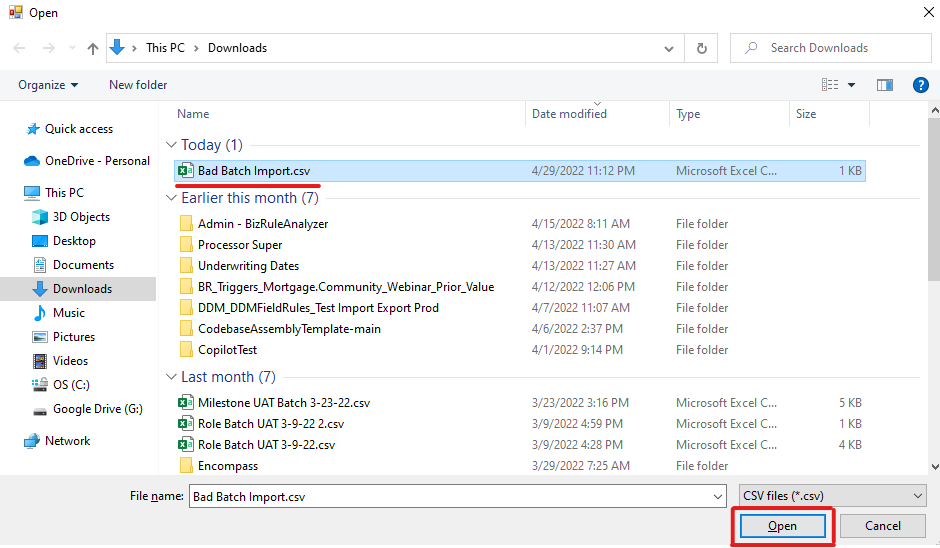 Open
This PC > Downloads
Search Downloads
Organize
New folder
Name Date modified Type Size
Quick access
OneDrive - Personal
This PC
3D Objects
Desktop
Documents
Downloads
Music
Pictures
Videos
OS (C:)
Google Drive (G:)
Network
Today (1)
Bad Batch Import.csv 4/29/2022 11:12 PM Microsoft Excel C... 1 KB
Earlier this month (7)
Admin - BizRuleAnalyzer 4/15/2022 8:11 AM File folder
Processor Super 4/13/2022 11:30 AM File folder
Underwriting Dates 4/13/2022 11:27 AM File folder
BR_Triggers_Mortgage.Community_Webinar_Prior_Value 4/12/2022 12:06 PM File folder
DDM_DDMFieldRules_Test Import Export Prod 4/7/2022 11:07 AM File folder
CodebaseAssemblyTemplate-main 4/6/2022 2:37 PM File folder
CopilotTest 4/1/2022 9:14 PM File folder
Last month (7)
Milestone UAT Batch 3-23-22.csv 3/23/2022 3:16 PM Microsoft Excel C... 5 KB
Role Batch UAT 3-9-22 2.csv 3/9/2022 4:59 PM Microsoft Excel C... 1 KB
Role Batch UAT 3-9-22.csv 3/9/2022 4:28 PM Microsoft Excel C... 4 KB
Encompass 3/29/2022 7:25 AM File folder
File name: Bad Batch Import.csv CSV files (*.csv)
Open Cancel